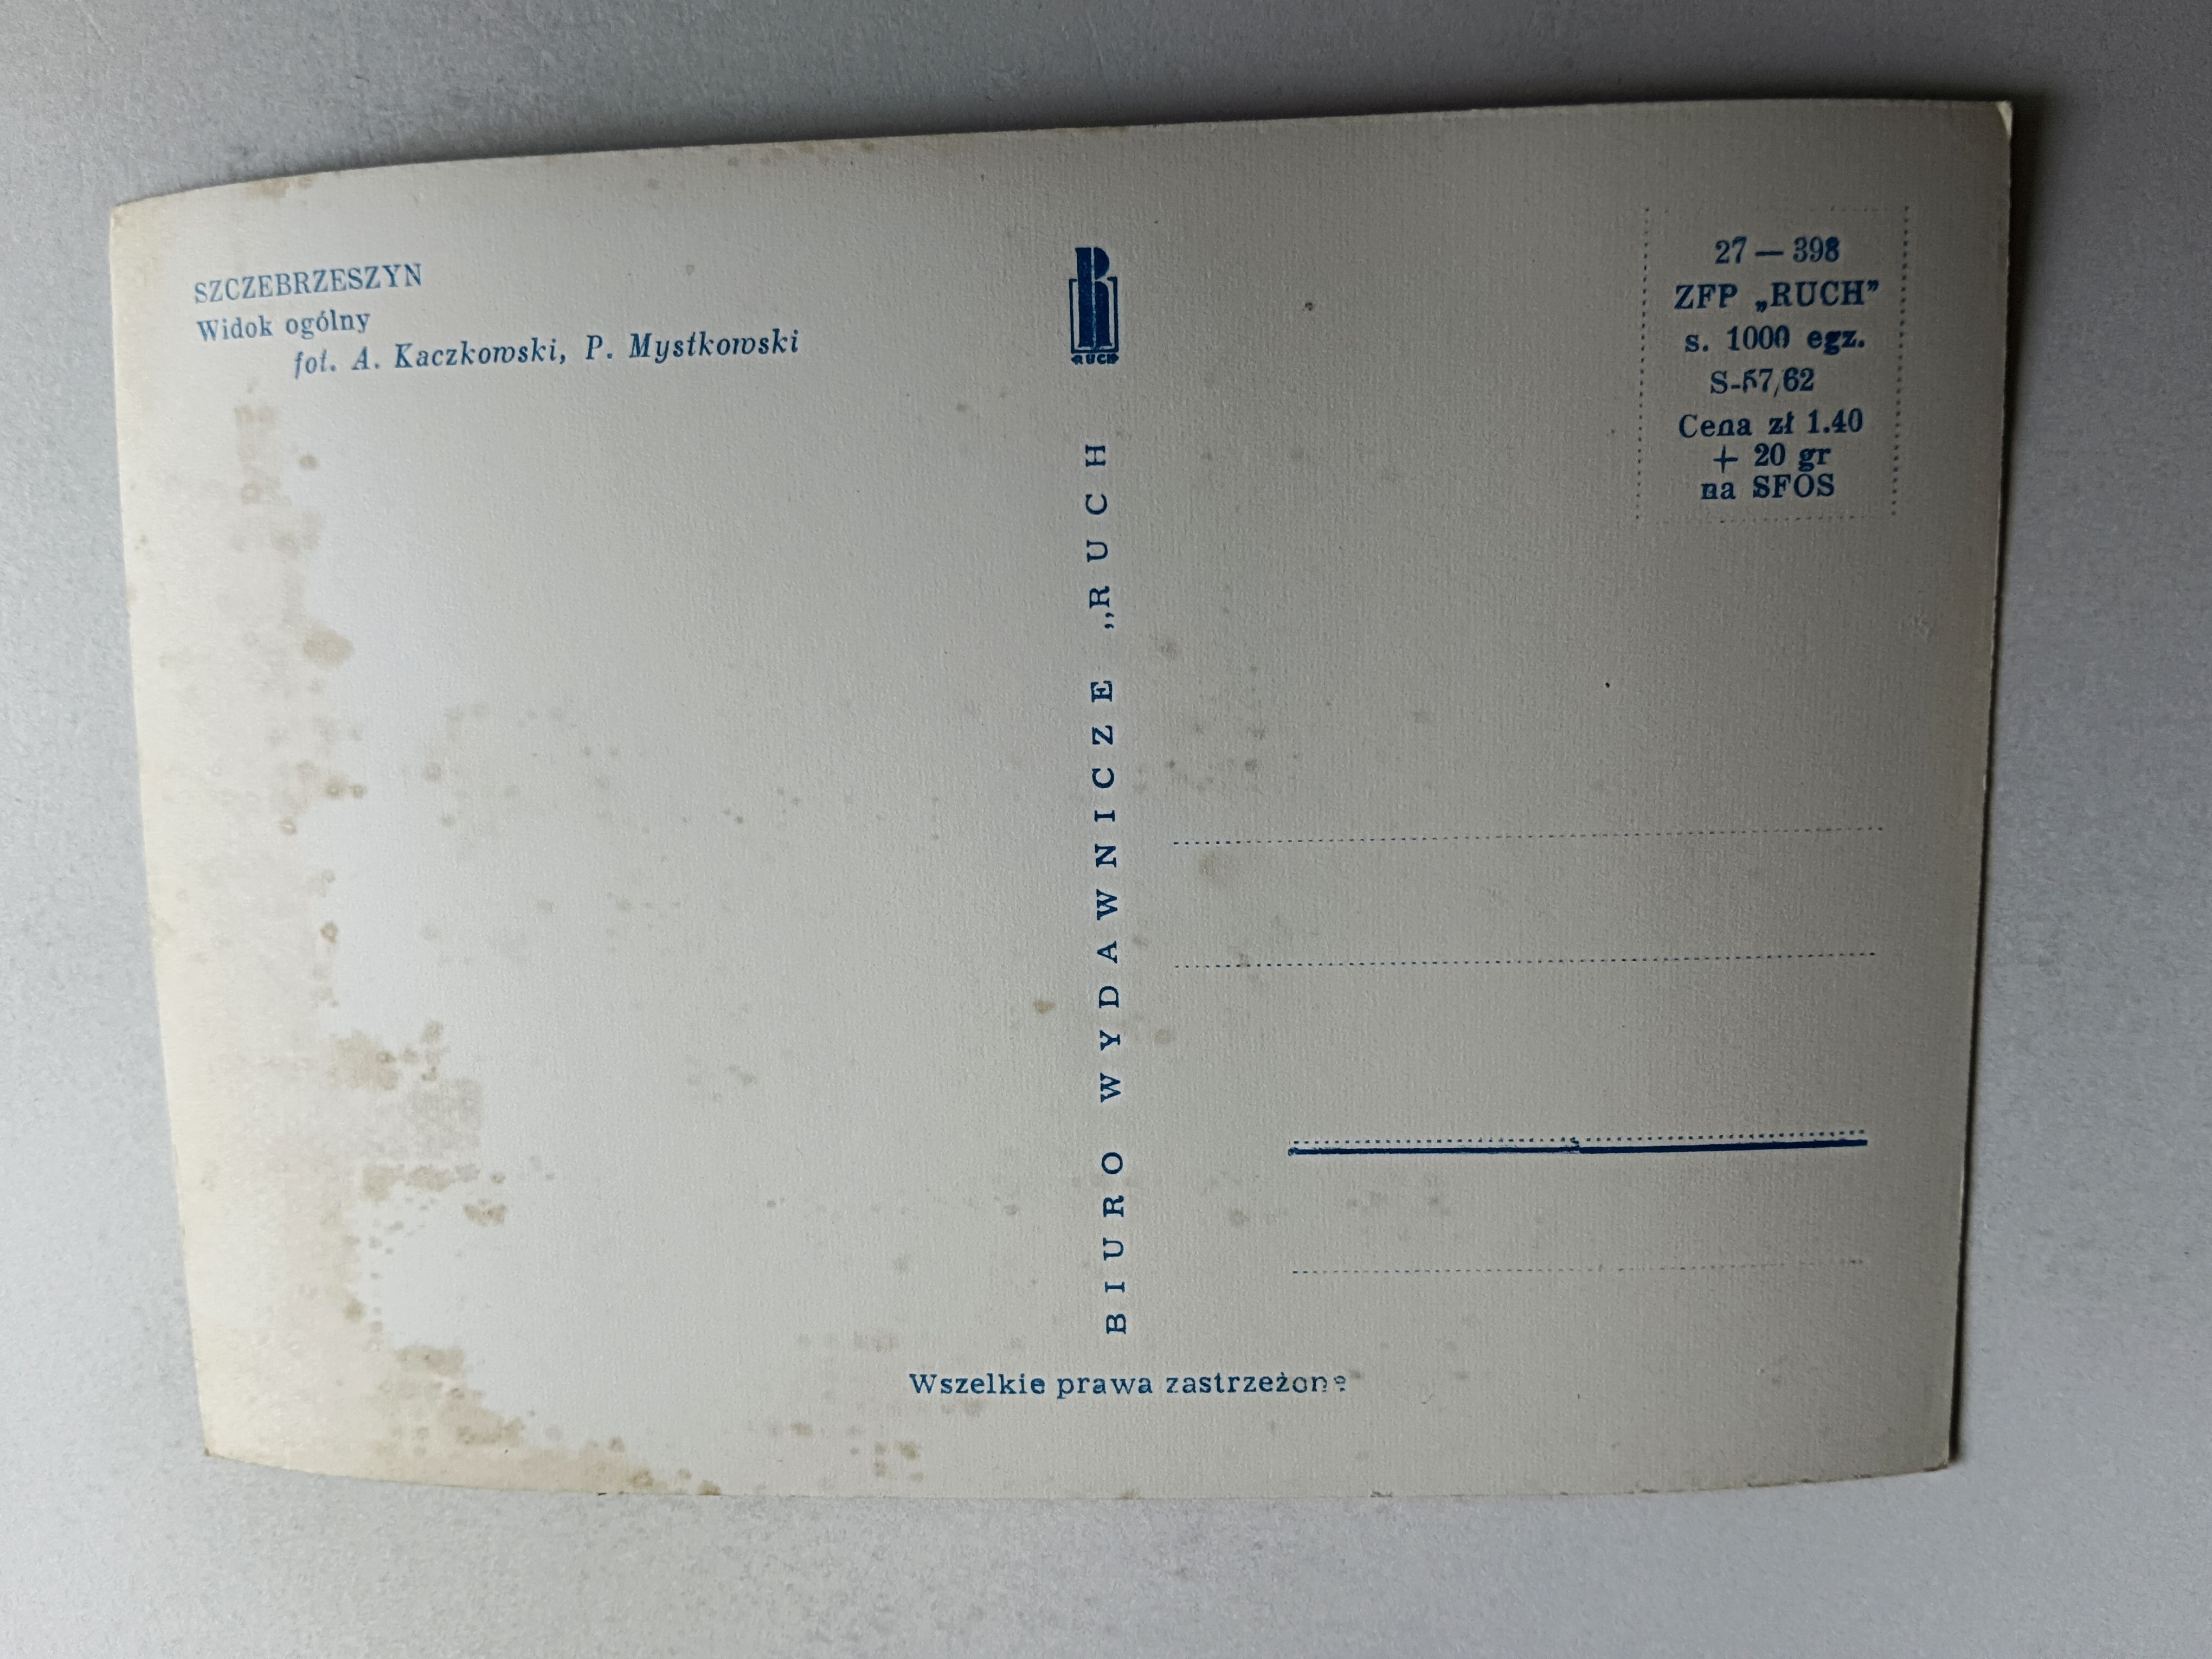 SZCZEBRZESZYN
Widok ogólny
fot. A. Kaczkowski, P. Mystkowski
RUCH
BIURO WYDAWNICZE „RUCH
27 — 398
ZFP „RUCH”
s. 1000 egz.
S-57/62
Cena zł 1.40
+ 20 gr
na SFOS
Wszelkie prawa zastrzeżone